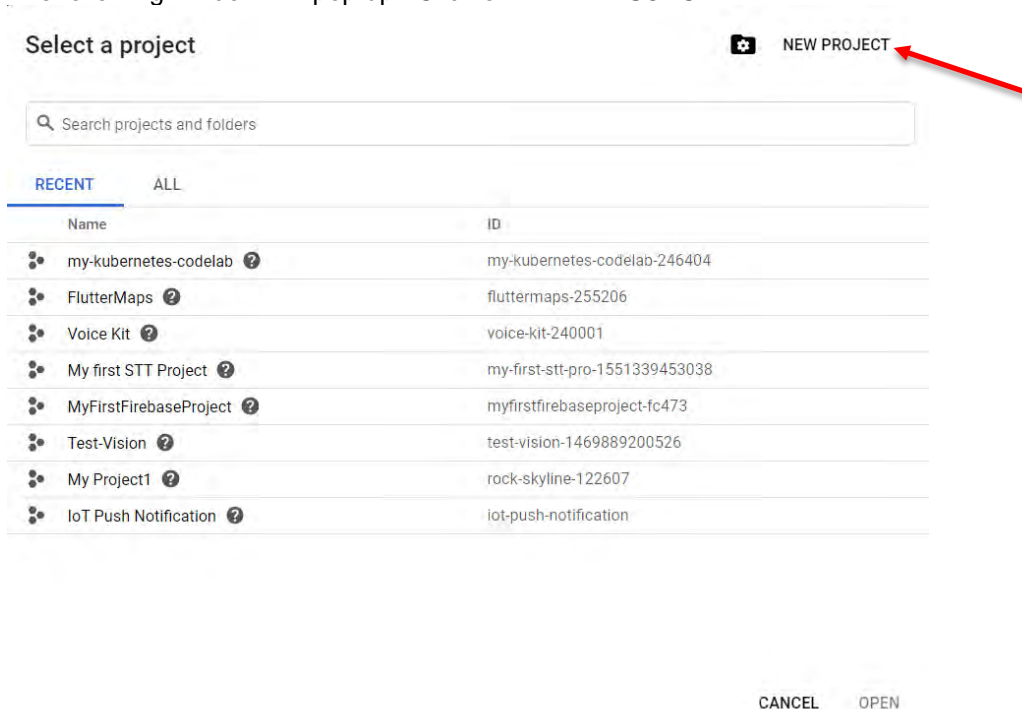 Select a project
NEW PROJECT
Search projects and folders
RECENT ALL
Name ID
my-kubernetes-codelab my-kubernetes-codelab-246404
FlutterMaps fluttermaps-255206
Voice Kit voice-kit-240001
My first STT Project my-first-stt-pro-1551339453038
MyFirstFirebaseProject myfirstfirebaseproject-fc473
Test-Vision test-vision-1469889200526
My Project1 rock-skyline-122607
IoT Push Notification iot-push-notification
CANCEL OPEN